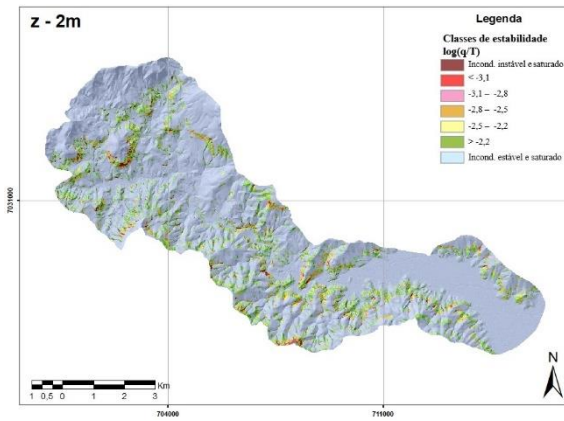 z - 2m
Legenda
Classes de estabilidade
log(q/T)
Incond. instável e saturado
< -3,1
-3,1 – -2,8
-2,8 – -2,5
-2,5 – -2,2
> -2,2
Incond. estável e saturado
7031000
N
Km
1 0,5 0 1 2 3
704000 711000